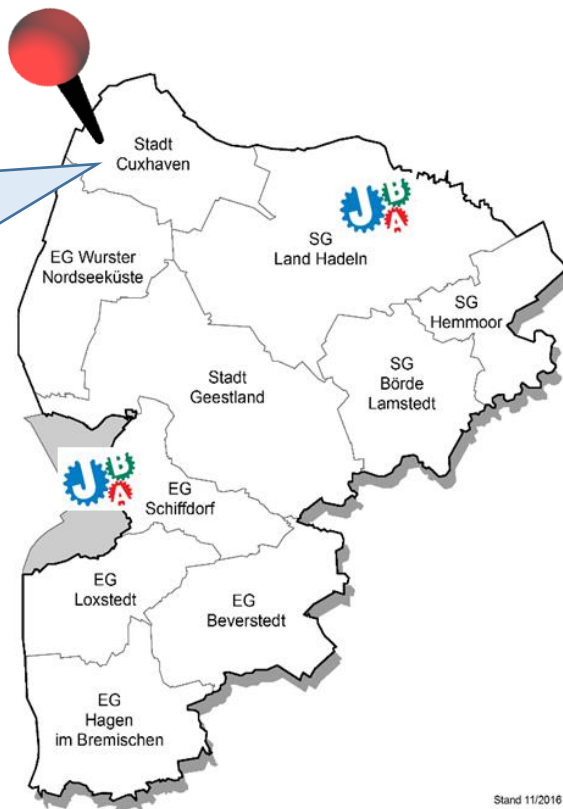 Stadt
Cuxhaven
J B A
SG
Land Hadeln
EG Wurster
Nordseeküste
SG
Hemmoor
SG
Börde
Lamstedt
Stadt
Geestland
J B A
EG
Schiffdorf
EG
Loxstedt
EG
Beverstedt
EG
Hagen
im Bremischen
Stand 11/2016